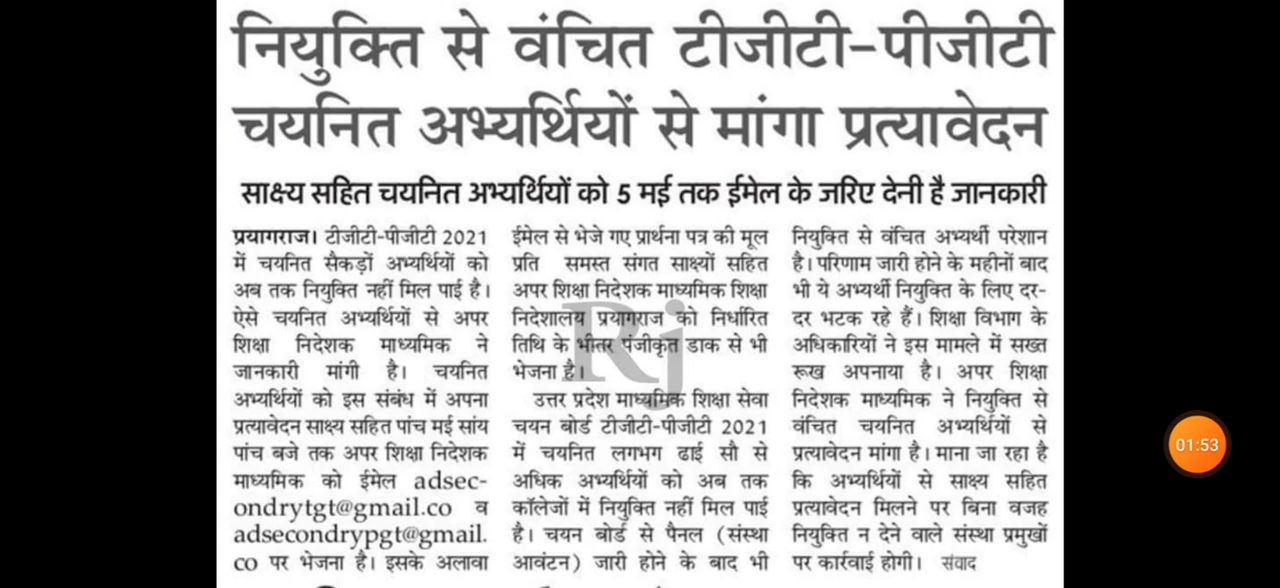 नियुक्ति से वंचित टीजीटी-पीजीटी
चयनित अभ्यर्थियों से मांगा प्रत्यावेदन
साक्ष्य सहित चयनित अभ्यर्थियों को 5 मई तक ईमेल के जरिए देनी है जानकारी
प्रयागराज। टीजीटी-पीजीटी 2021
में चयनित सैकड़ों अभ्यर्थियों को
अब तक नियुक्ति नहीं मिल पाई है।
ऐसे चयनित अभ्यर्थियों से अपर
शिक्षा निदेशक माध्यमिक ने
जानकारी मांगी है। चयनित
अभ्यर्थियों को इस संबंध में अपना
प्रत्यावेदन साक्ष्य सहित पांच मई सांय
पांच बजे तक अपर शिक्षा निदेशक
माध्यमिक को ईमेल adsec-
ondrytgt@gmail.co व
adsecondrypgt@gmail.
co पर भेजना है। इसके अलावा
ईमेल से भेजे गए प्रार्थना पत्र की मूल
प्रति समस्त संगत साक्ष्यों सहित
अपर शिक्षा निदेशक माध्यमिक शिक्षा
निदेशालय प्रयागराज को निर्धारित
तिथि के भीतर पंजीकृत डाक से भी
भेजना है।
उत्तर प्रदेश माध्यमिक शिक्षा सेवा
चयन बोर्ड टीजीटी-पीजीटी 2021
में चयनित लगभग ढाई सौ से
अधिक अभ्यर्थियों को अब तक
कॉलेजों में नियुक्ति नहीं मिल पाई
है। चयन बोर्ड से पैनल (संस्था
आवंटन) जारी होने के बाद भी
नियुक्ति से वंचित अभ्यर्थी परेशान
है। परिणाम जारी होने के महीनों बाद
भी ये अभ्यर्थी नियुक्ति के लिए दर-
दर भटक रहे हैं। शिक्षा विभाग के
अधिकारियों ने इस मामले में सख्त
रूख अपनाया है। अपर शिक्षा
निदेशक माध्यमिक ने नियुक्ति से
वंचित चयनित अभ्यर्थियों से
प्रत्यावेदन मांगा है। माना जा रहा है
कि अभ्यर्थियों से साक्ष्य सहित
प्रत्यावेदन मिलने पर बिना वजह
नियुक्ति न देने वाले संस्था प्रमुखों
पर कार्रवाई होगी। संवाद
Rj
01:53